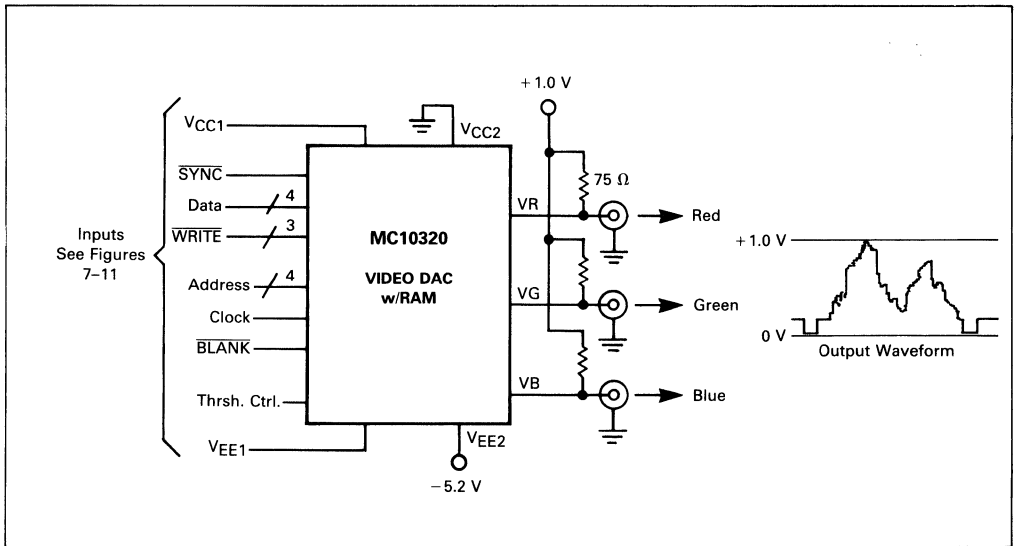 +1.0 V
VCC1
VCC2
SYNC
Data 4
WRITE 3
Inputs
See Figures
7–11
Address 4
Clock
BLANK
Thrsh. Ctrl.
VEE1
MC10320
VIDEO DAC
w/RAM
75 Ω
VR
Red
VG
Green
VB
Blue
VEE2
−5.2 V
+1.0 V
0 V
Output Waveform